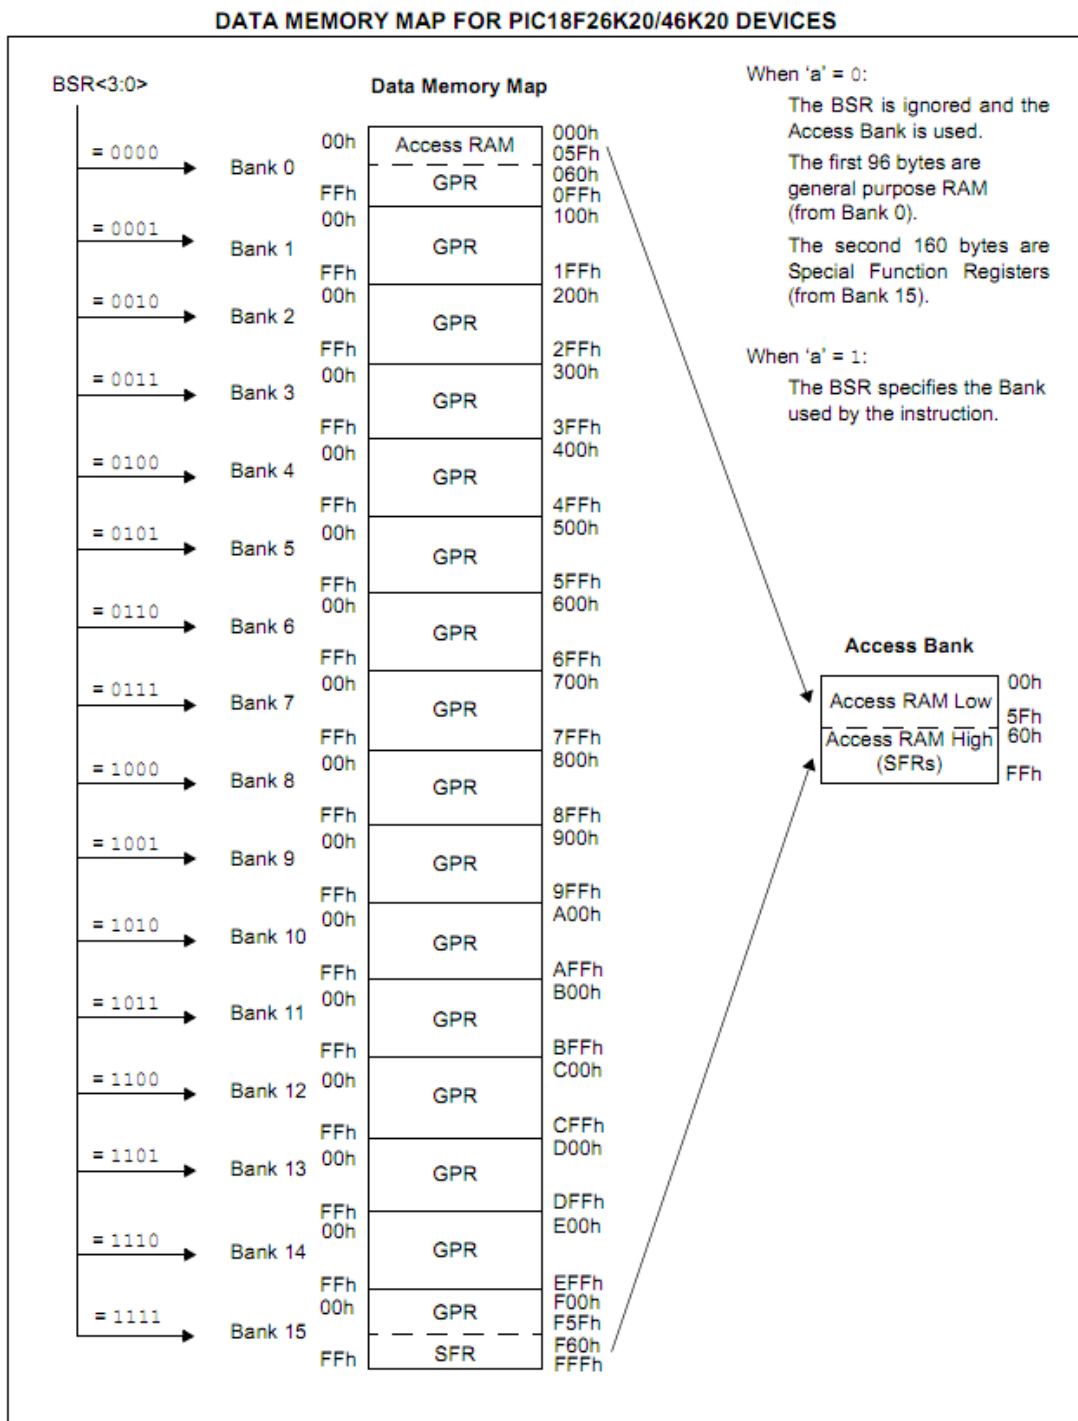 DATA MEMORY MAP FOR PIC18F26K20/46K20 DEVICES
BSR<3:0>
Data Memory Map
When 'a' = 0:
The BSR is ignored and the
Access Bank is used.
The first 96 bytes are
general purpose RAM
(from Bank 0).
The second 160 bytes are
Special Function Registers
(from Bank 15).
When 'a' = 1:
The BSR specifies the Bank
used by the instruction.
= 0000
Bank 0
00h
Access RAM
000h
05Fh
GPR
060h
FFh
0FFh
= 0001
Bank 1
00h
100h
GPR
FFh
1FFh
= 0010
Bank 2
00h
200h
GPR
FFh
2FFh
= 0011
Bank 3
00h
300h
GPR
FFh
3FFh
= 0100
Bank 4
00h
400h
GPR
FFh
4FFh
= 0101
Bank 5
00h
500h
GPR
FFh
5FFh
= 0110
Bank 6
00h
600h
GPR
FFh
6FFh
= 0111
Bank 7
00h
700h
GPR
FFh
7FFh
= 1000
Bank 8
00h
800h
GPR
FFh
8FFh
= 1001
Bank 9
00h
900h
GPR
FFh
9FFh
= 1010
Bank 10
00h
A00h
GPR
FFh
AFFh
= 1011
Bank 11
00h
B00h
GPR
FFh
BFFh
= 1100
Bank 12
00h
C00h
GPR
FFh
CFFh
= 1101
Bank 13
00h
D00h
GPR
FFh
DFFh
= 1110
Bank 14
00h
E00h
GPR
FFh
EFFh
= 1111
Bank 15
00h
F00h
GPR
F5Fh
F60h
SFR
FFh
FFFh
Access Bank
Access RAM Low
00h
5Fh
Access RAM High
60h
(SFRs)
FFh